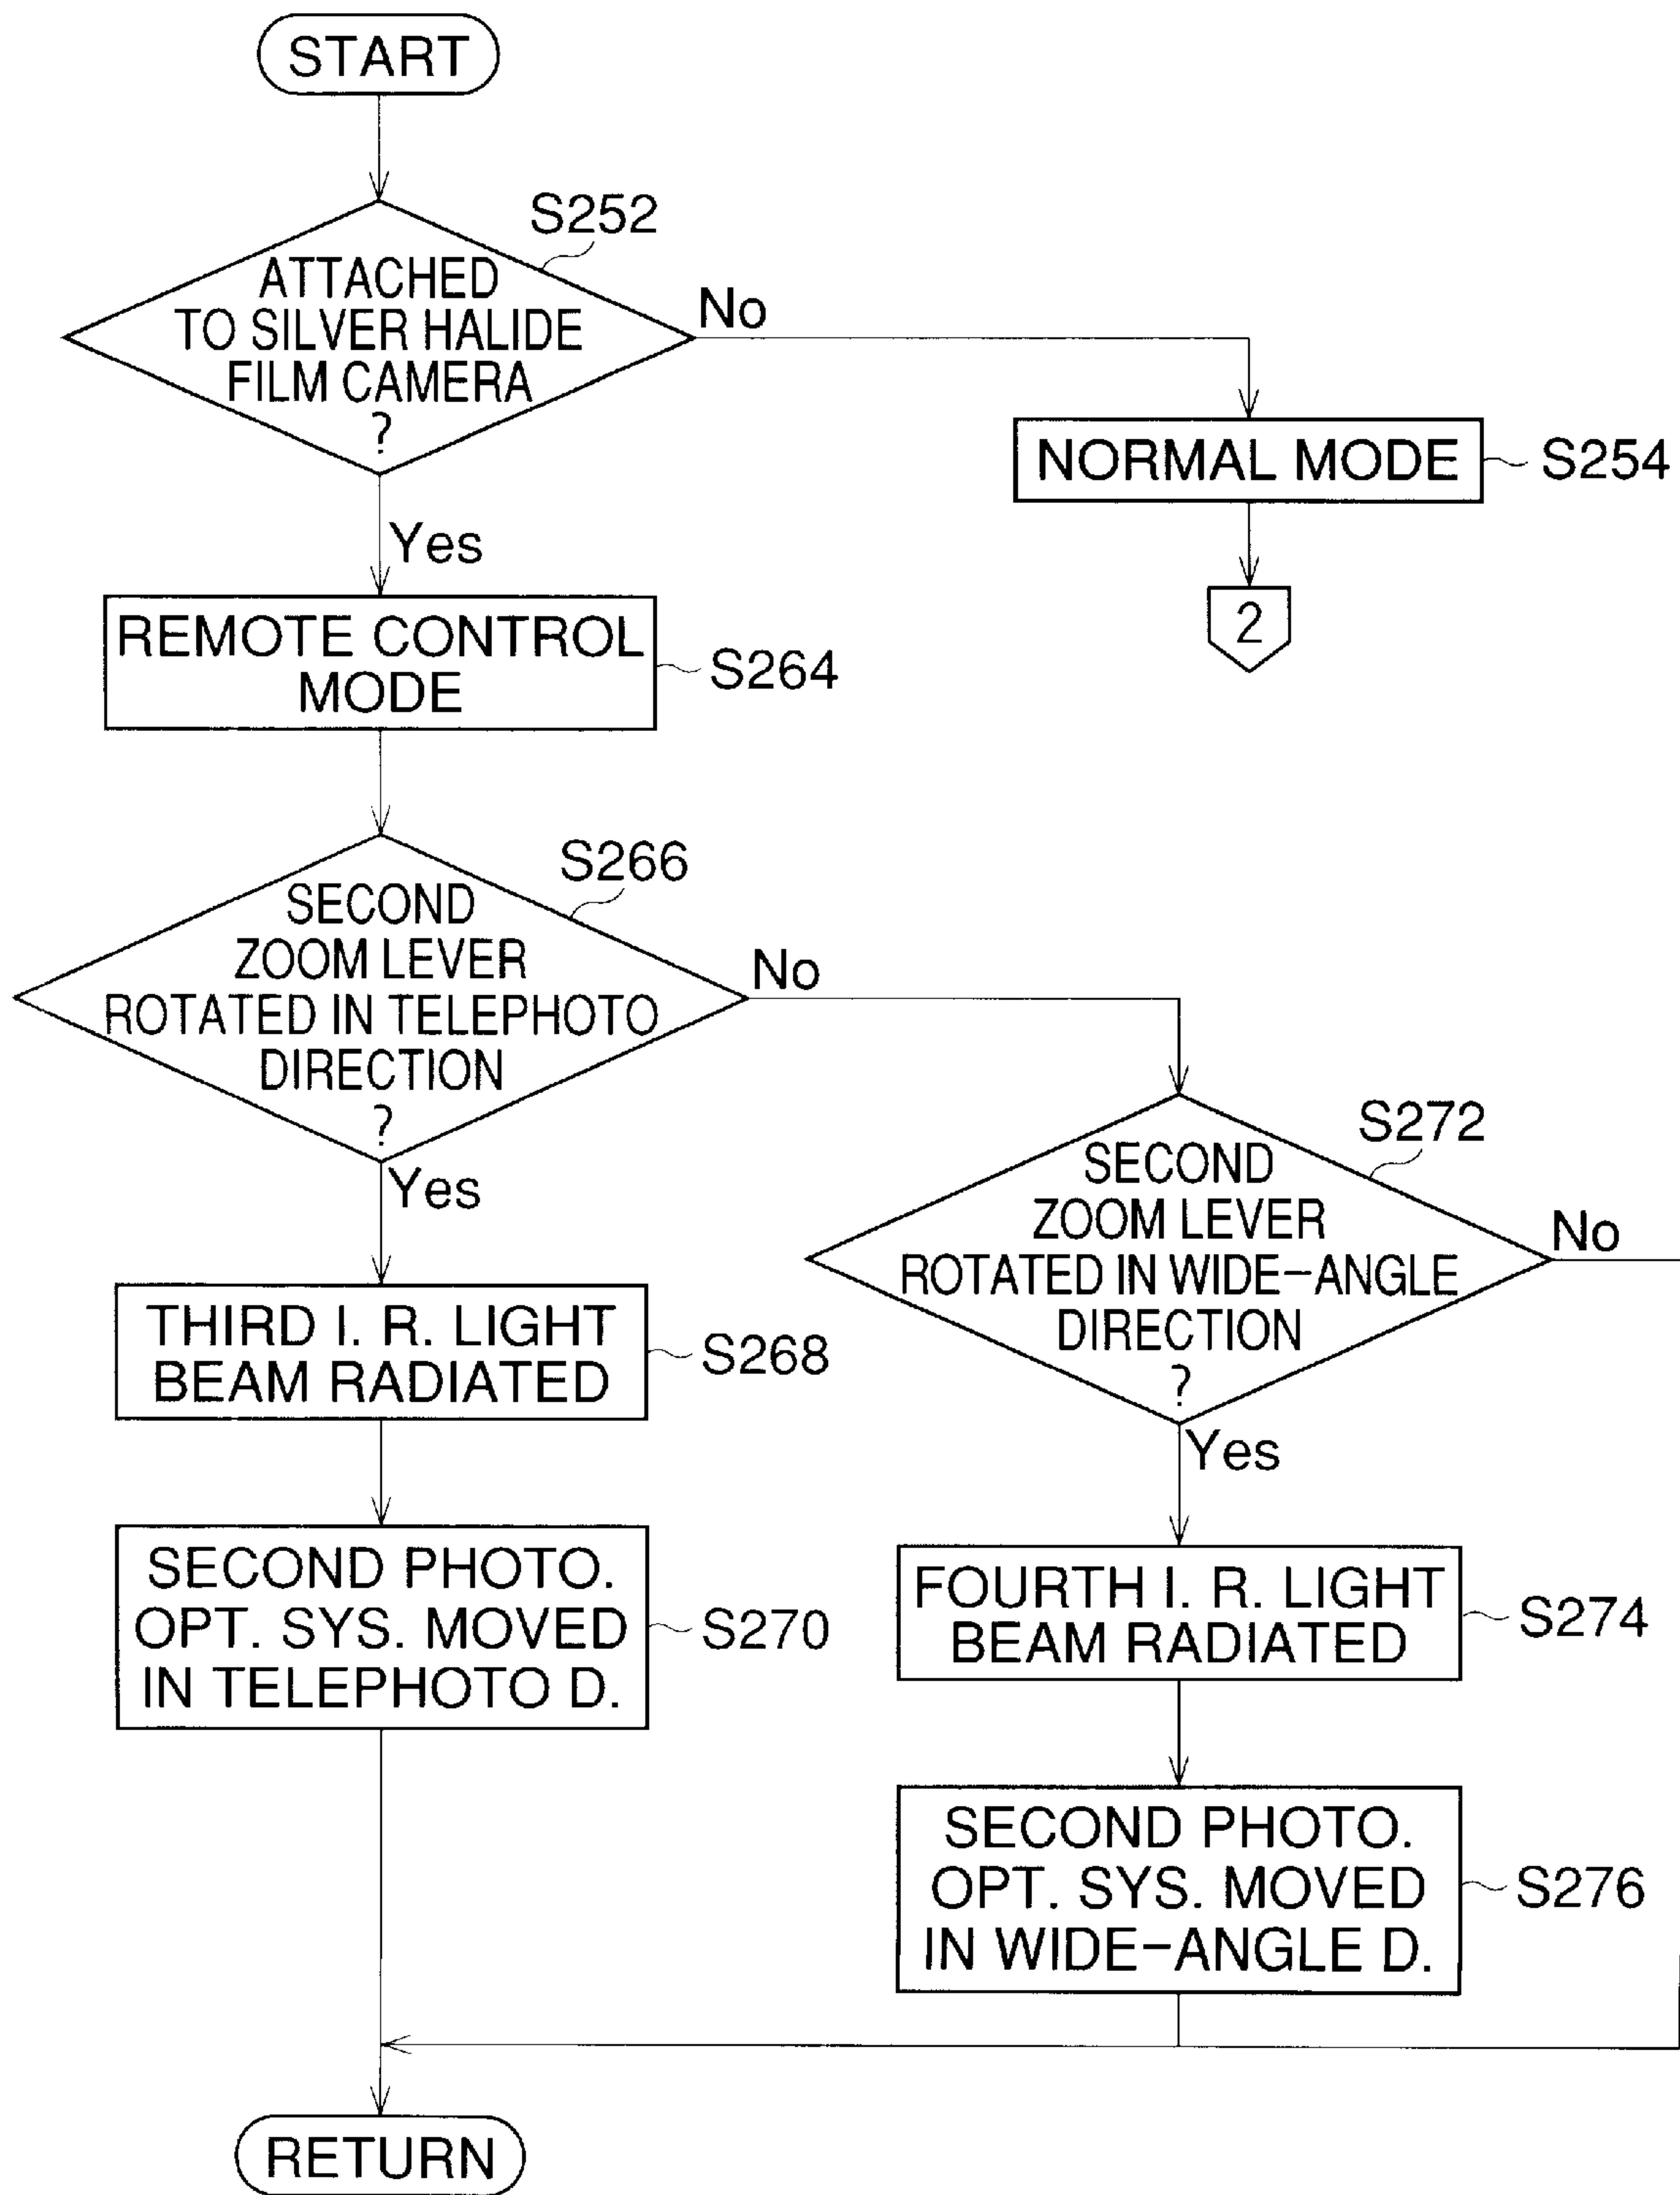 START
S252
ATTACHED
TO SILVER HALIDE
FILM CAMERA
?
No
NORMAL MODE
S254
2
Yes
REMOTE CONTROL
MODE
S264
S266
SECOND
ZOOM LEVER
ROTATED IN TELEPHOTO
DIRECTION
?
No
Yes
S272
SECOND
ZOOM LEVER
ROTATED IN WIDE-ANGLE
DIRECTION
?
No
Yes
THIRD I. R. LIGHT
BEAM RADIATED
S268
SECOND PHOTO.
OPT. SYS. MOVED
IN TELEPHOTO D.
S270
FOURTH I. R. LIGHT
BEAM RADIATED
S274
SECOND PHOTO.
OPT. SYS. MOVED
IN WIDE-ANGLE D.
S276
RETURN